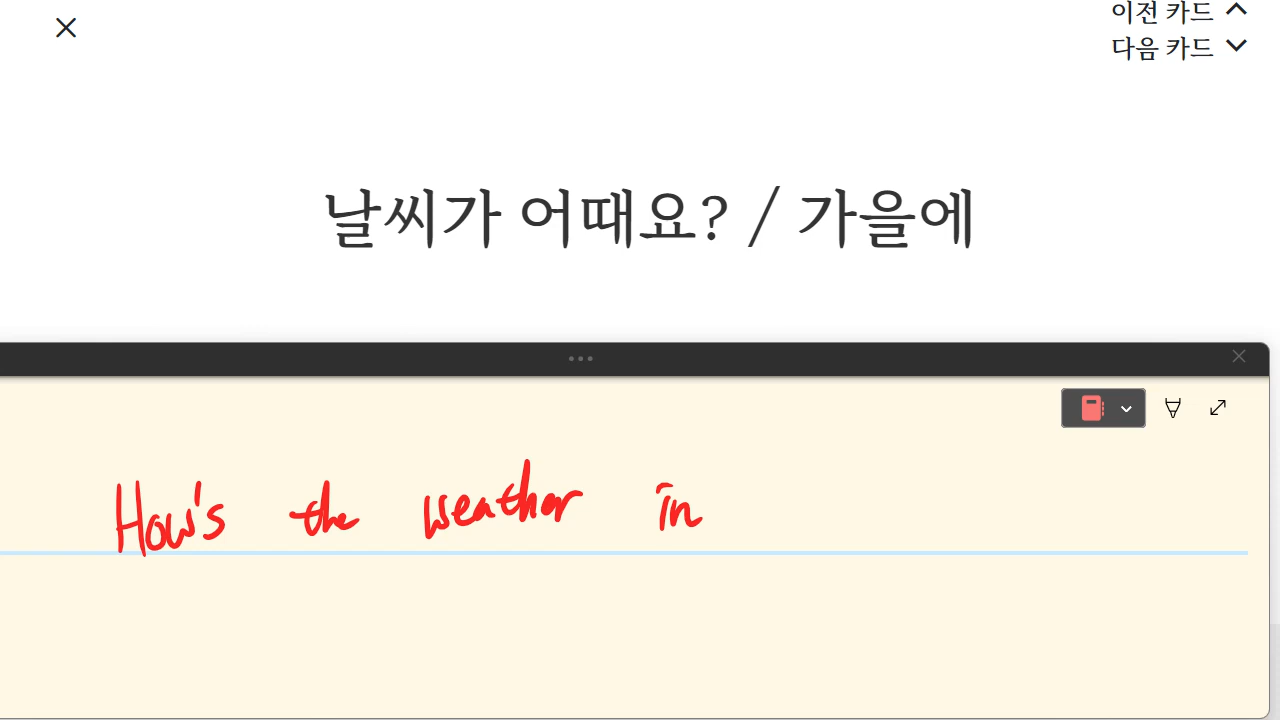 이전 카드
다음 카드
날씨가 어때요? / 가을에
How's the weather in